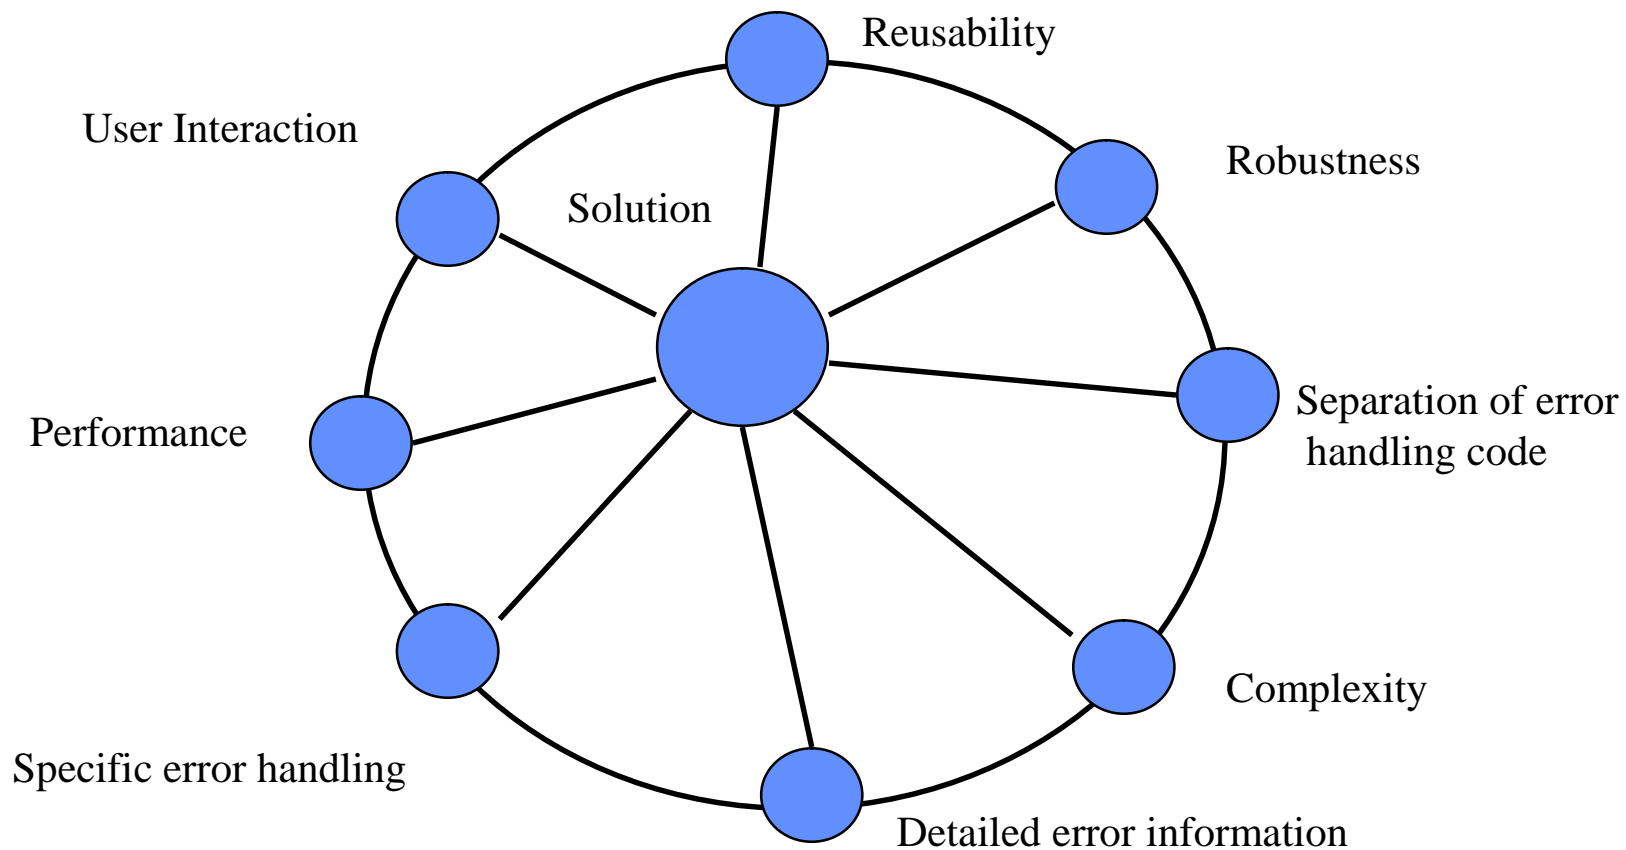 Reusability
User Interaction
Robustness
Solution
Separation of error
handling code
Performance
Complexity
Specific error handling
Detailed error information